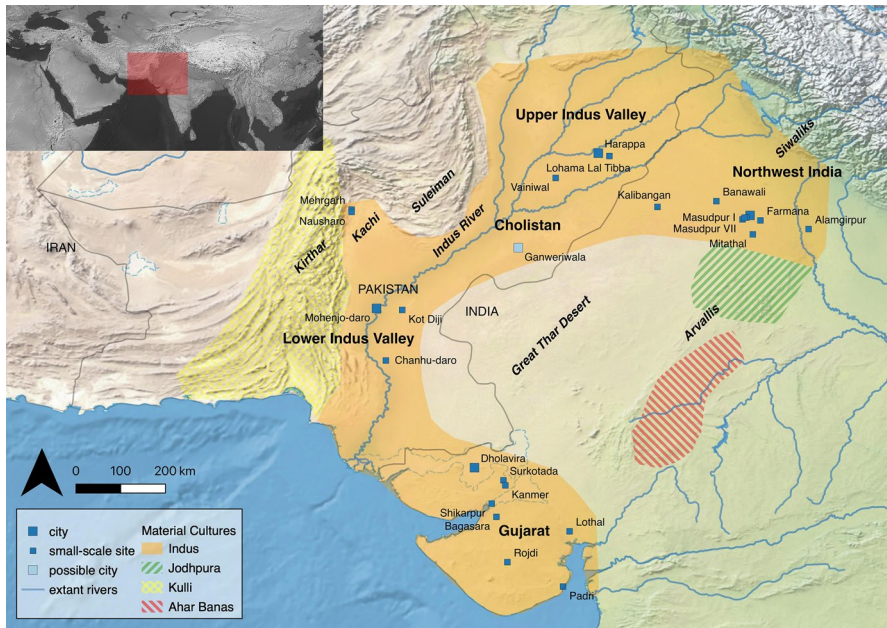 Upper Indus Valley
Harappa
Siwaliks
Lohama Lal Tibba
Vainiwal
Northwest India
Suleiman
Kalibangan
Banawali
Mehrgarh
Nausharo
Kachi
Masudpur I
Farmana
Masudpur VII
Alamgirpur
Mitathal
Indus River
Cholistan
Ganweriwala
IRAN
Kirthar
PAKISTAN
INDIA
Mohenjo-daro
Kot Diji
Great Thar Desert
Arvallis
Lower Indus Valley
Chanhu-daro
Dholavira
Surkotada
Kanmer
Shikarpur
Bagasara
Gujarat
Lothal
Rojdi
Padri
0 100 200 km
city
small-scale site
possible city
extant rivers
Material Cultures
Indus
Jodhpura
Kulli
Ahar Banas